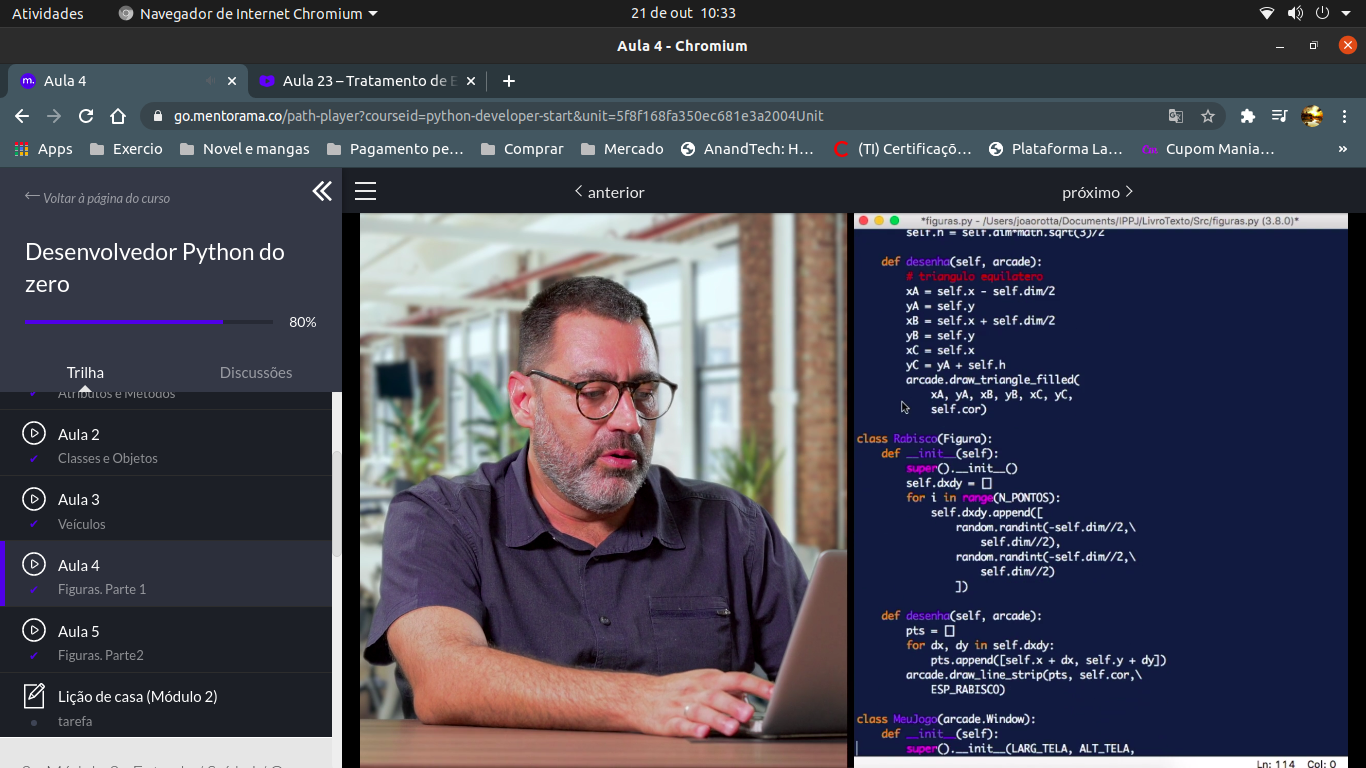 Atividades
Navegador de Internet Chromium
21 de out 10:33
Aula 4 - Chromium
Aula 4
Aula 23 – Tratamento de E
go.mentorama.co/path-player?courseid=python-developer-start&unit=5f8f168fa350ec681e3a2004Unit
Apps
Exercio
Novel e mangas
Pagamento pe…
Comprar
Mercado
AnandTech: H…
(TI) Certificaçõ…
Plataforma La…
Cupom Mania…
»
Voltar à página do curso
anterior
próximo
Desenvolvedor Python do
zero
80%
Trilha
Discussões
Atributos e Métodos
Aula 2
Classes e Objetos
Aula 3
Veículos
Aula 4
Figuras. Parte 1
Aula 5
Figuras. Parte2
Lição de casa (Módulo 2)
tarefa
*figuras.py - /Users/joaorotta/Documents/IPPJ/LivroTexto/Src/figuras.py (3.8.0)*
self.h = self.dim*math.sqrt(3)/2
def desenha(self, arcade):
# triangulo equilatero
xA = self.x - self.dim/2
yA = self.y
xB = self.x + self.dim/2
yB = self.y
xC = self.x
yC = yA + self.h
arcade.draw_triangle_filled(
xA, yA, xB, yB, xC, yC,
self.cor)
class Rabisco(Figura):
def __init__(self):
super().__init__()
self.dxdy = []
for i in range(N_PONTOS):
self.dxdy.append([
random.randint(-self.dim//2,\
self.dim//2),
random.randint(-self.dim//2,\
self.dim//2)
])
def desenha(self, arcade):
pts = []
for dx, dy in self.dxdy:
pts.append([self.x + dx, self.y + dy])
arcade.draw_line_strip(pts, self.cor,\
ESP_RABISCO)
class MeuJogo(arcade.Window):
def __init__(self):
super().__init__(LARG_TELA, ALT_TELA,
Ln: 114 Col: 0